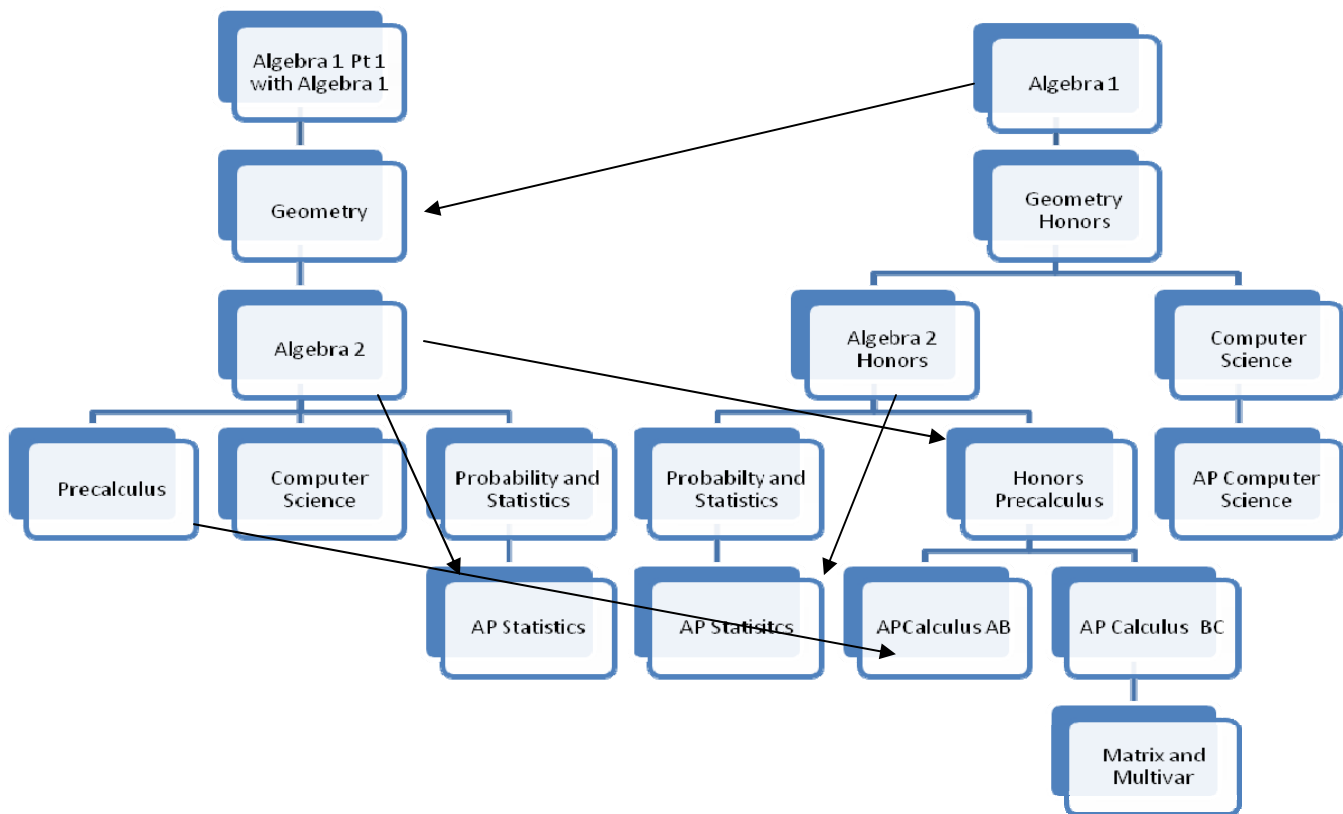 Algebra 1 Pt 1
with Algebra 1
Algebra 1
Geometry
Geometry
Honors
Algebra 2
Algebra 2
Honors
Computer
Science
Precalculus
Computer
Science
Probability and
Statistics
Probabilty and
Statistics
Honors
Precalculus
AP Computer
Science
AP Statistics
AP Statisitcs
APCalculus AB
AP Calculus BC
Matrix and
Multivar